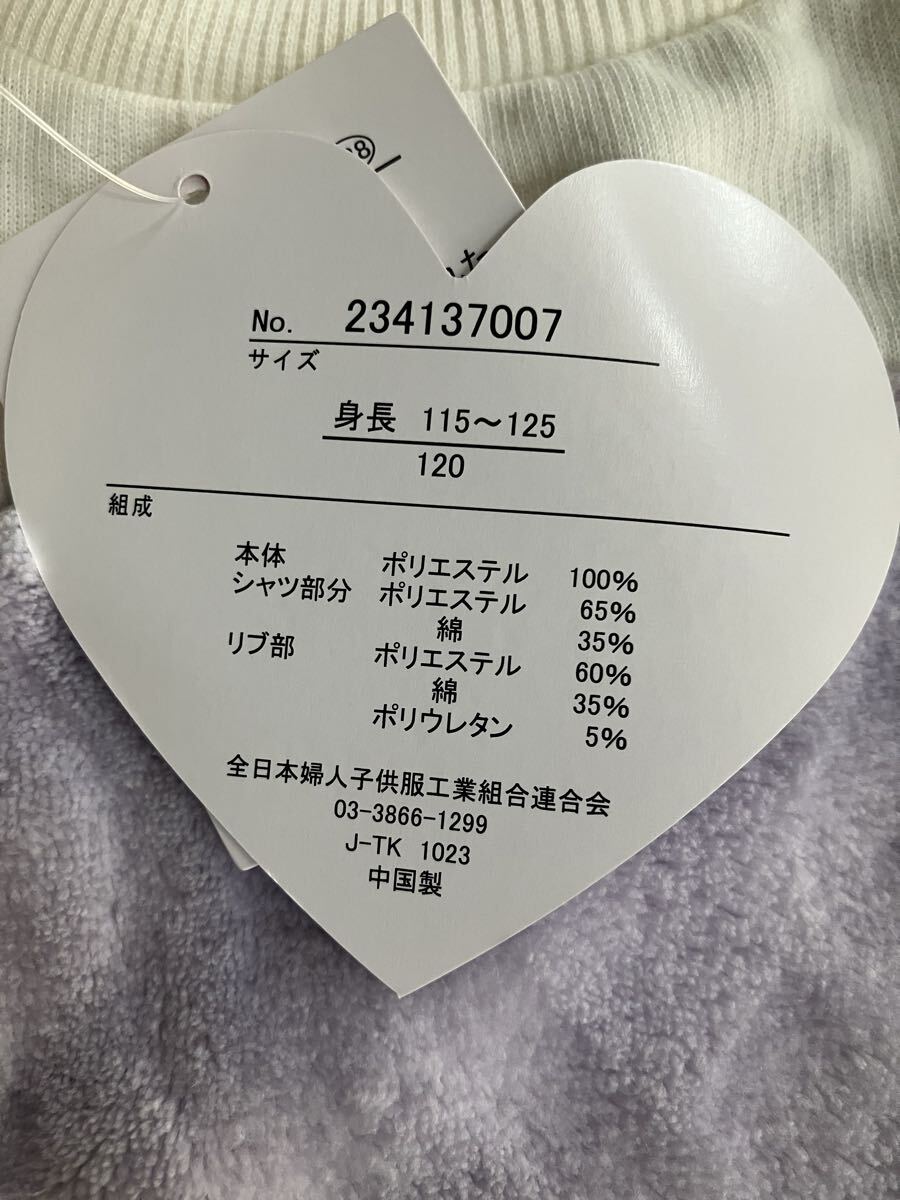 No. 234137007
サイズ
身長 115～125
120
組成
本体 ポリエステル 100%
シャツ部分 ポリエステル 65%
綿 35%
リブ部 ポリエステル 60%
綿 35%
ポリウレタン 5%
全日本婦人子供服工業組合連合会
03-3866-1299
J-TK 1023
中国製